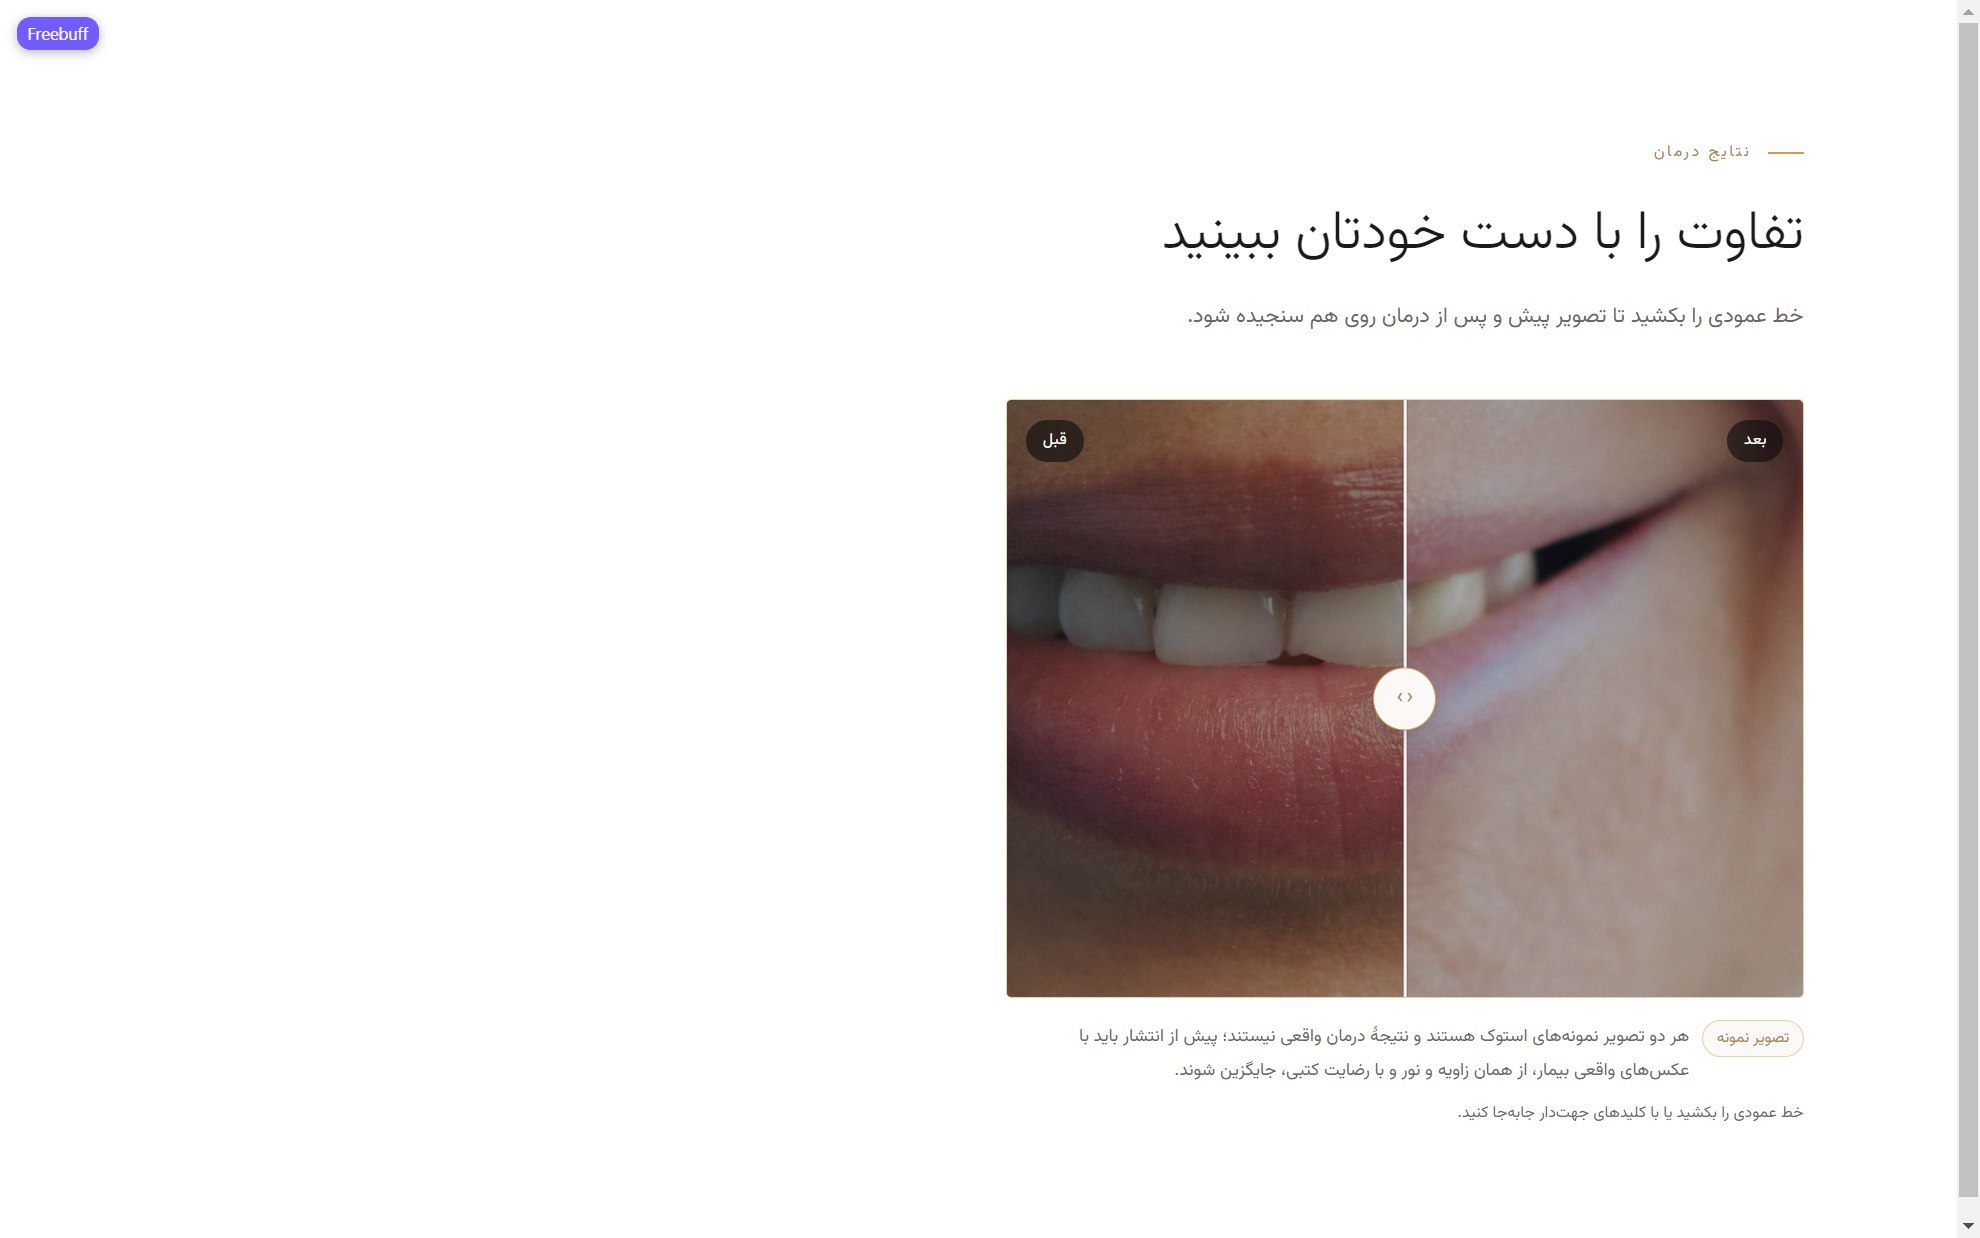 Freebuff
نتایج درمان
تفاوت را با دست خودتان ببینید
خط عمودی را بکشید تا تصویر پیش و پس از درمان روی هم سنجیده شود.
بعد
قبل
تصویر نمونه
هر دو تصویر نمونه‌های استوک هستند و نتیجهٔ درمان واقعی نیستند؛ پیش از انتشار باید با
عکس‌های واقعی بیمار، از همان زاویه و نور و با رضایت کتبی، جایگزین شوند.
خط عمودی را بکشید یا با کلیدهای جهت‌دار جابه‌جا کنید.